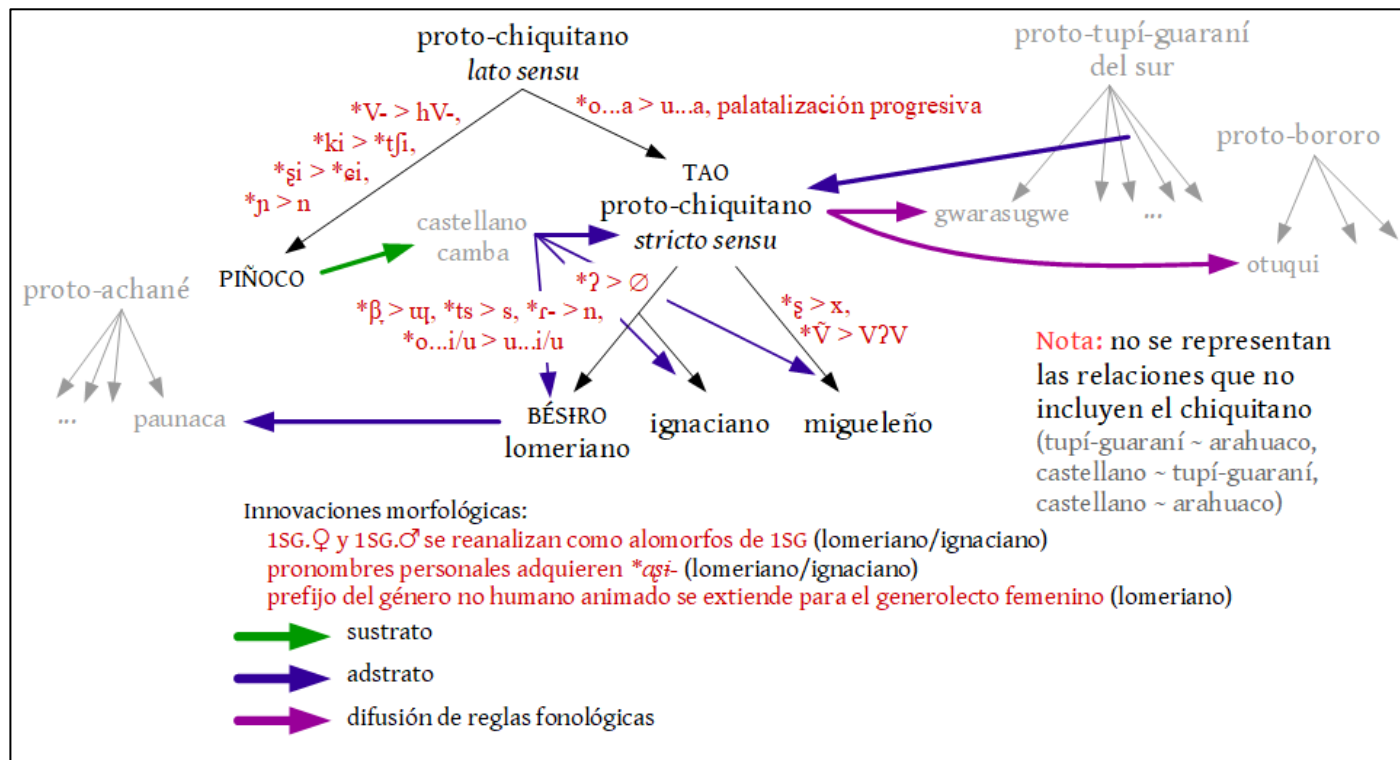 proto-chiquitano
lato sensu
*V- > hV-,
*ki > *tʃi,
*ʂi > *ɕi,
*ɲ > n
*o...a > u...a, palatalización progresiva
proto-tupí-guaraní
del sur
proto-bororo
TAO
proto-chiquitano
stricto sensu
castellano
camba
gwarasugwe
...
otuqui
PIÑOCO
proto-achané
...
paunaca
*β̞ > ɰ, *ts > s, *ɾ- > n,
*o...i/u > u...i/u
*ʔ > ∅
*ʂ > x,
*Ṽ > VʔV
BÉSɨRO
lomeriano
ignaciano
migueleño
Nota: no se representan
las relaciones que no
incluyen el chiquitano
(tupí-guaraní ~ arahuaco,
castellano ~ tupí-guaraní,
castellano ~ arahuaco)
Innovaciones morfológicas:
1SG.♀ y 1SG.♂ se reanalizan como alomorfos de 1SG (lomeriano/ignaciano)
pronombres personales adquieren *aʂɨ- (lomeriano/ignaciano)
prefijo del género no humano animado se extiende para el generolecto femenino (lomeriano)
sustrato
adstrato
difusión de reglas fonológicas